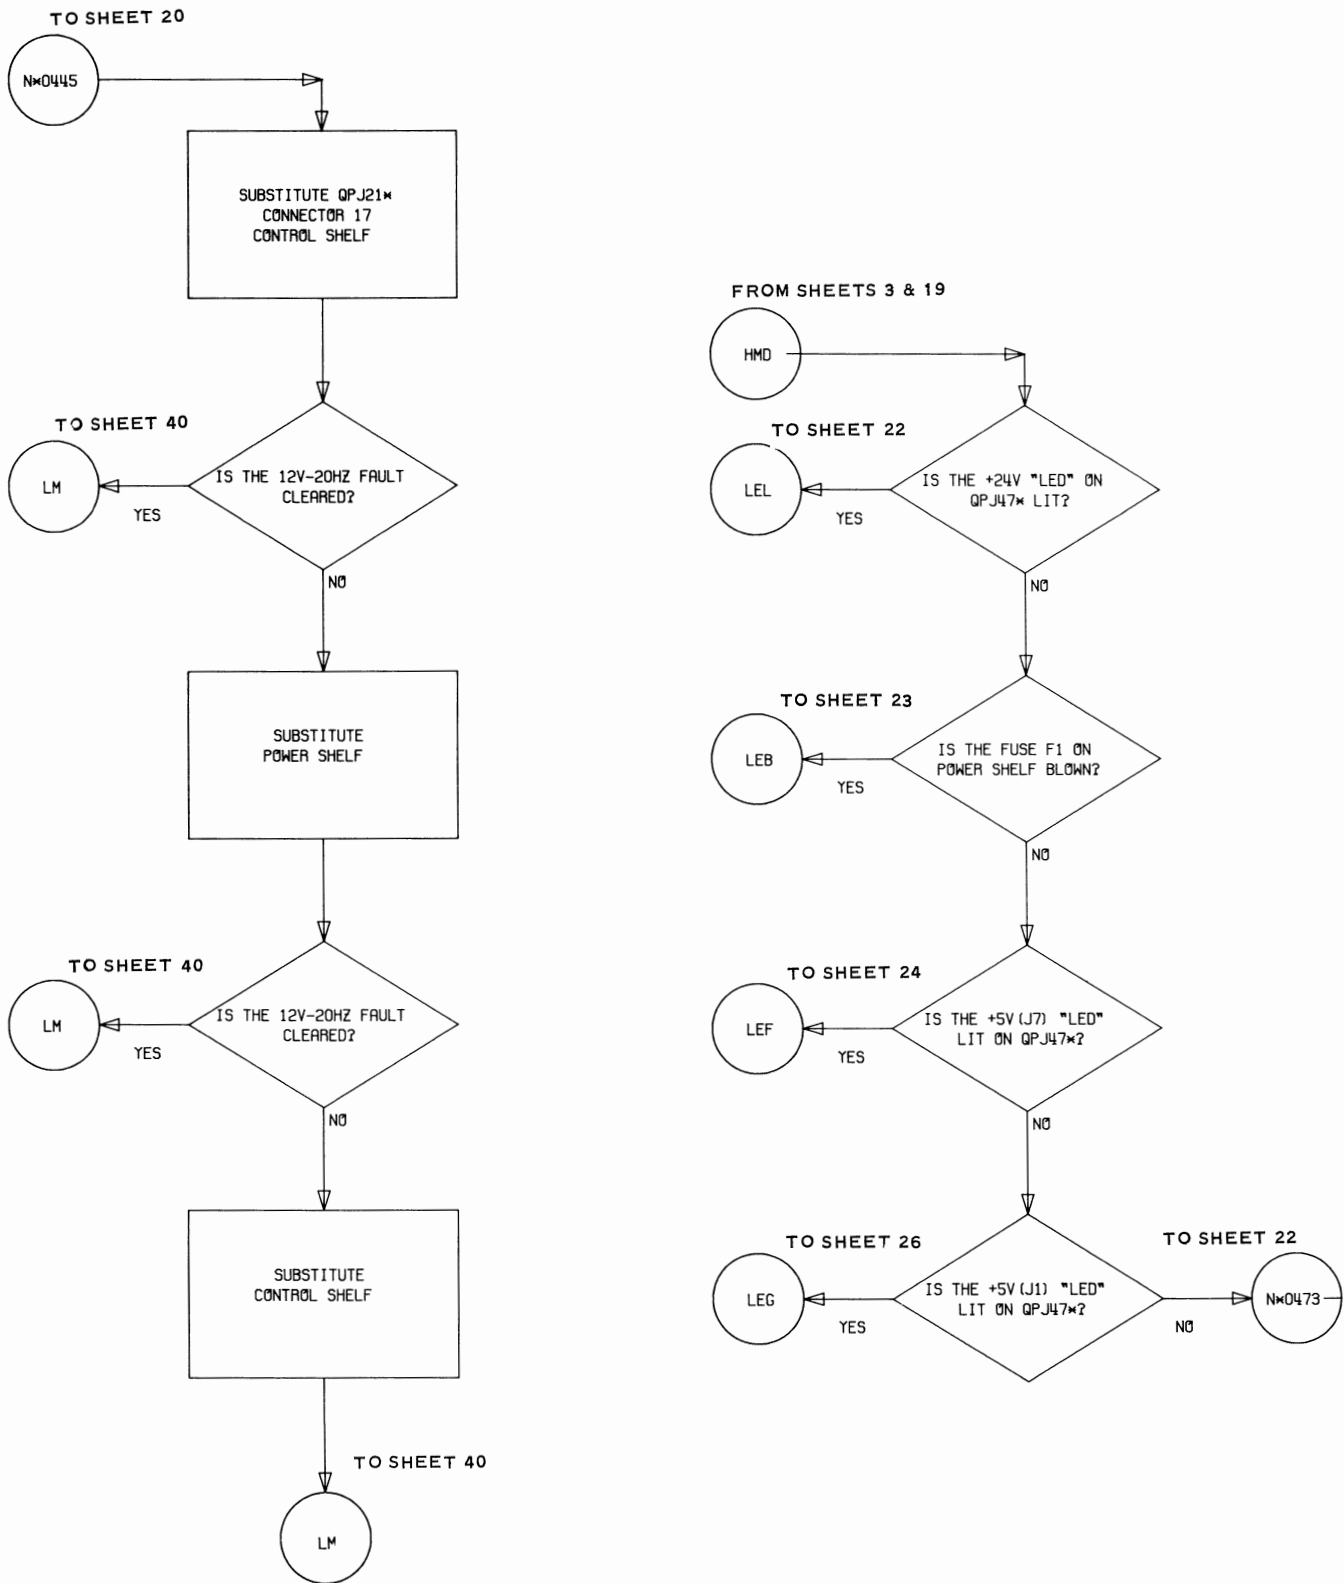 TO SHEET 20
N*0445
SUBSTITUTE QPJ21*
CONNECTOR 17
CONTROL SHELF
TO SHEET 40
LM
YES
IS THE 12V-20HZ FAULT
CLEARED?
NO
SUBSTITUTE
POWER SHELF
TO SHEET 40
LM
YES
IS THE 12V-20HZ FAULT
CLEARED?
NO
SUBSTITUTE
CONTROL SHELF
TO SHEET 40
LM
FROM SHEETS 3 & 19
HMD
TO SHEET 22
LEL
YES
IS THE +24V "LED" ON
QPJ47* LIT?
NO
TO SHEET 23
LEB
YES
IS THE FUSE F1 ON
POWER SHELF BLOWN?
NO
TO SHEET 24
LEF
YES
IS THE +5V(J7) "LED"
LIT ON QPJ47*?
NO
TO SHEET 26
LEG
YES
IS THE +5V(J1) "LED"
LIT ON QPJ47*?
NO
TO SHEET 22
N*0473